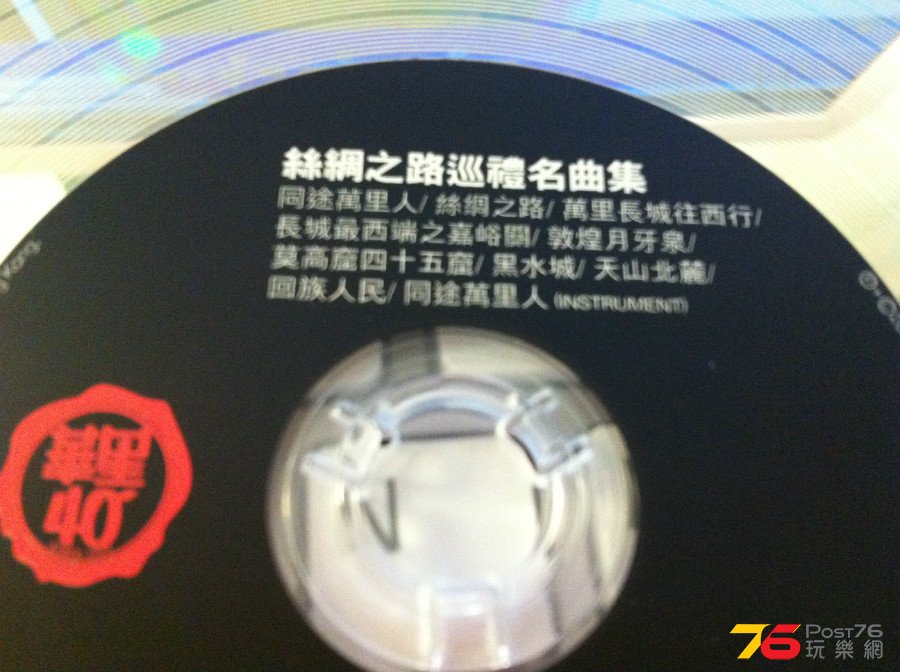 絲綢之路巡禮名曲集
同途萬里人/ 絲綢之路/ 萬里長城往西行/
長城最西端之嘉峪關/ 敦煌月牙泉/
莫高窟四十五窟/ 黑水城/ 天山北麓/
回族人民/ 同途萬里人 (INSTRUMENT)
華星
40
76 POST76
玩樂網